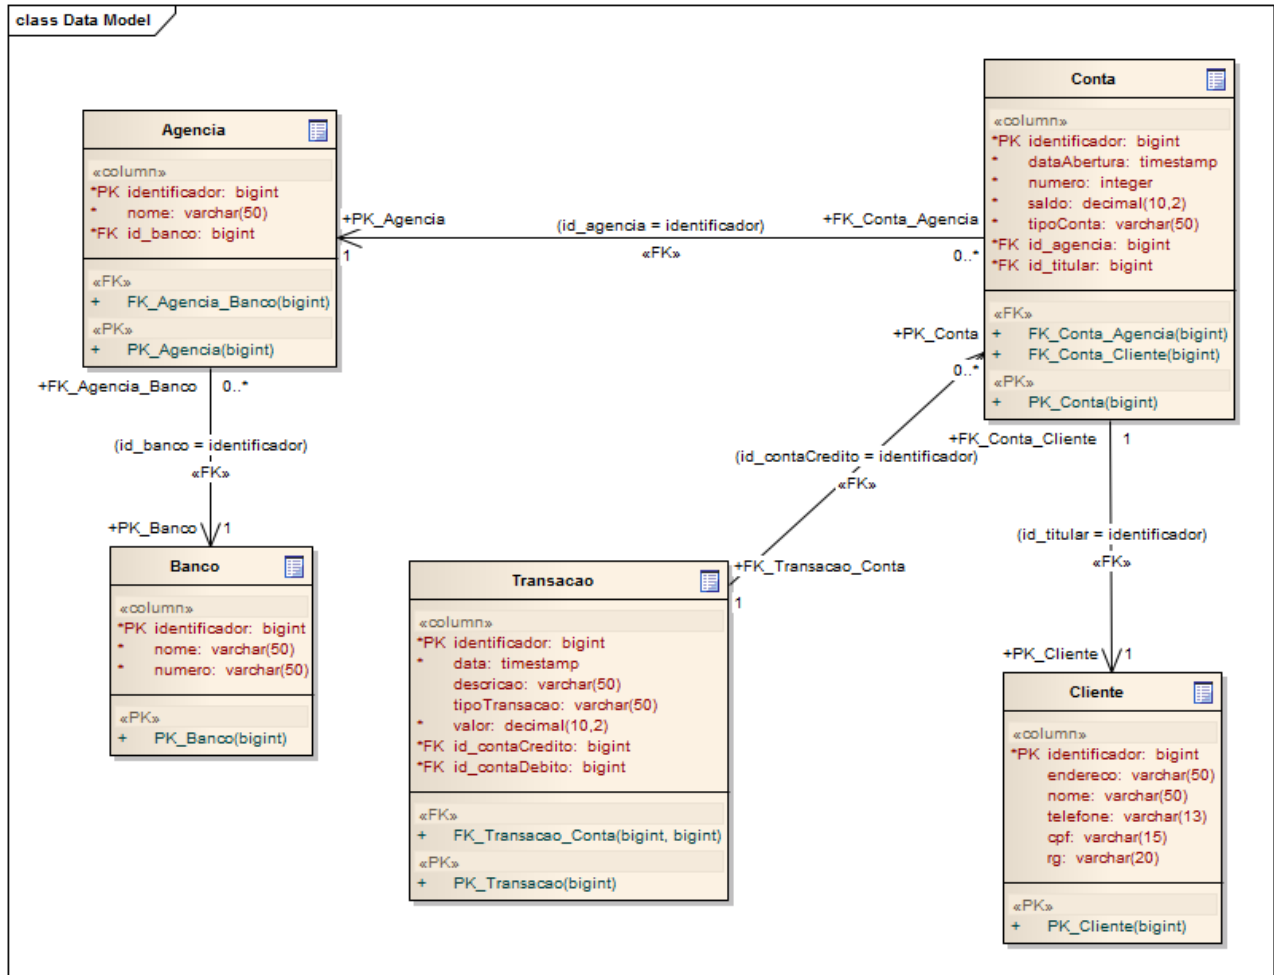 class Data Model
Agencia
«column»
*PK identificador: bigint
* nome: varchar(50)
*FK id_banco: bigint
«FK»
+ FK_Agencia_Banco(bigint)
«PK»
+ PK_Agencia(bigint)
Conta
«column»
*PK identificador: bigint
* dataAbertura: timestamp
* numero: integer
* saldo: decimal(10,2)
* tipoConta: varchar(50)
*FK id_agencia: bigint
*FK id_titular: bigint
«FK»
+ FK_Conta_Agencia(bigint)
+ FK_Conta_Cliente(bigint)
«PK»
+ PK_Conta(bigint)
+PK_Agencia
1
(id_agencia = identificador)
«FK»
+FK_Conta_Agencia
0..*
+FK_Agencia_Banco
0..*
(id_banco = identificador)
«FK»
+PK_Banco
1
+PK_Conta
0..*
(id_contaCredito = identificador)
«FK»
+FK_Transacao_Conta
1
+FK_Conta_Cliente
1
(id_titular = identificador)
«FK»
+PK_Cliente
1
Banco
«column»
*PK identificador: bigint
* nome: varchar(50)
* numero: varchar(50)
«PK»
+ PK_Banco(bigint)
Transacao
«column»
*PK identificador: bigint
* data: timestamp
descricao: varchar(50)
tipoTransacao: varchar(50)
* valor: decimal(10,2)
*FK id_contaCredito: bigint
*FK id_contaDebito: bigint
«FK»
+ FK_Transacao_Conta(bigint, bigint)
«PK»
+ PK_Transacao(bigint)
Cliente
«column»
*PK identificador: bigint
endereco: varchar(50)
nome: varchar(50)
telefone: varchar(13)
cpf: varchar(15)
rg: varchar(20)
«PK»
+ PK_Cliente(bigint)